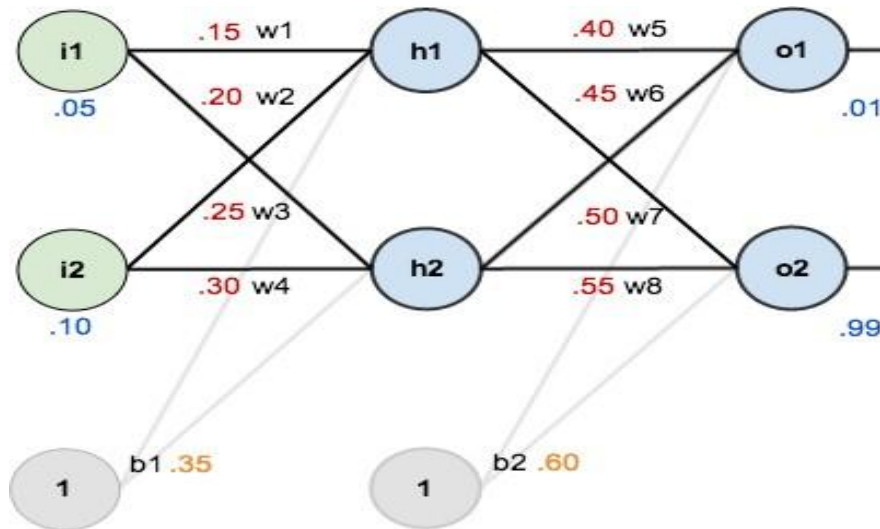 .15 w1
.40 w5
i1
h1
o1
.20 w2
.45 w6
.05
.01
.25 w3
.50 w7
i2
h2
o2
.30 w4
.55 w8
.10
.99
b1 .35
b2 .60
1
1